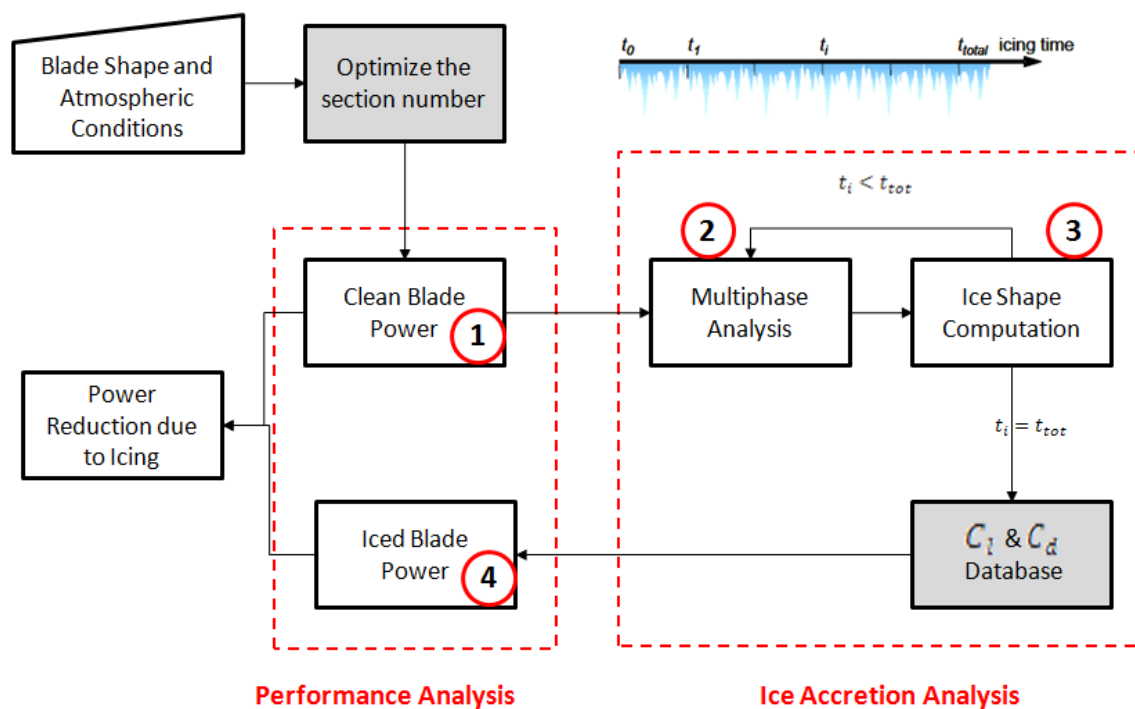 Blade Shape and
Atmospheric
Conditions
Optimize the
section number
t0 t1 ti ttotal icing time
ti < ttot
Clean Blade
Power
1
2
Multiphase
Analysis
3
Ice Shape
Computation
Power
Reduction due
to Icing
ti = ttot
Iced Blade
Power
4
Cl & Cd
Database
Performance Analysis
Ice Accretion Analysis